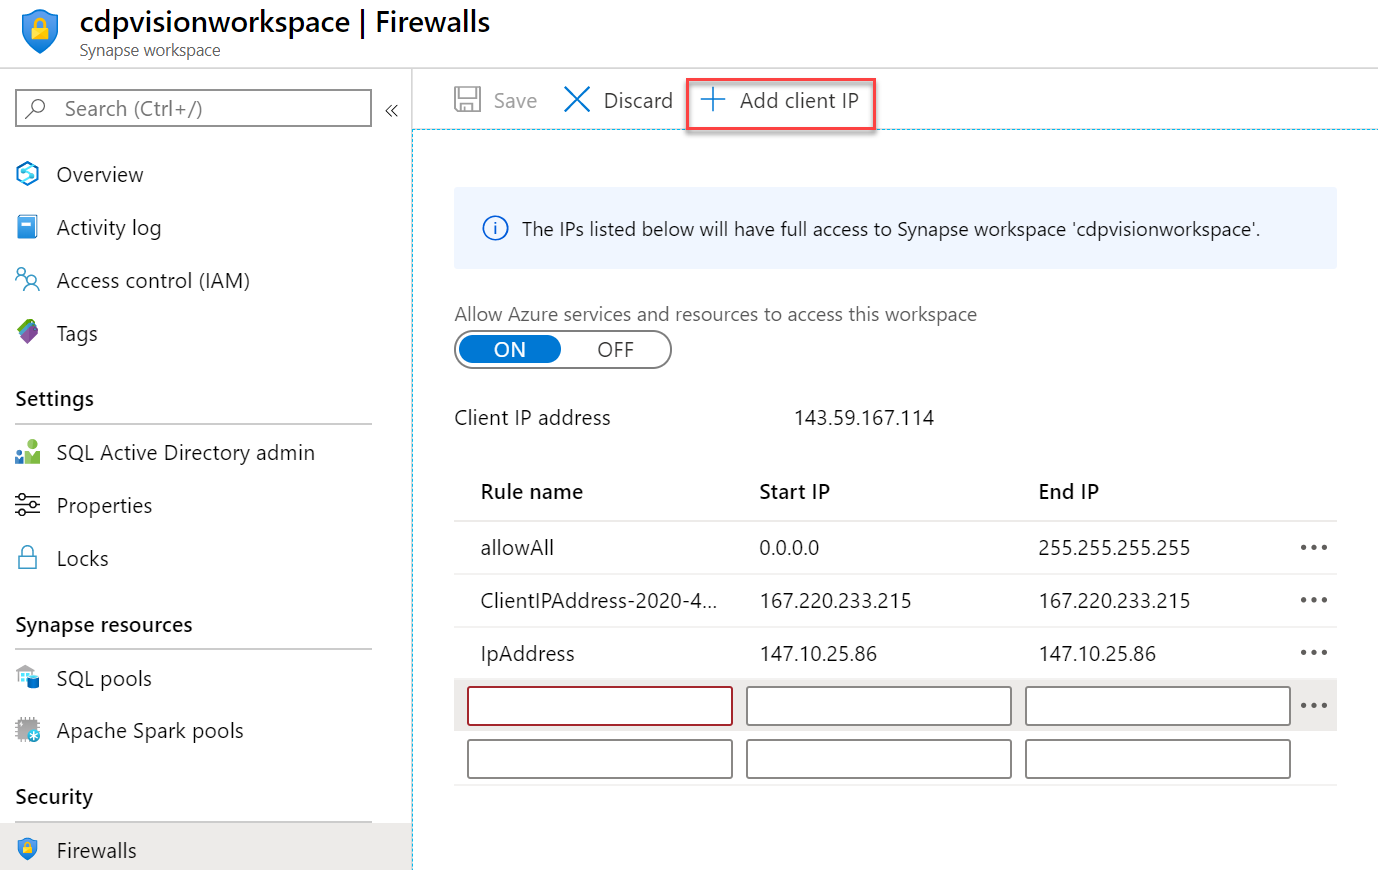 cdpvisionworkspace | Firewalls
Synapse workspace
Search (Ctrl+/)
«
Overview
Activity log
Access control (IAM)
Tags
Settings
SQL Active Directory admin
Properties
Locks
Synapse resources
SQL pools
Apache Spark pools
Security
Firewalls
Save Discard Add client IP
The IPs listed below will have full access to Synapse workspace 'cdpvisionworkspace'.
Allow Azure services and resources to access this workspace
ON OFF
Client IP address 143.59.167.114
Rule name Start IP End IP
allowAll 0.0.0.0 255.255.255.255
ClientIPAddress-2020-4... 167.220.233.215 167.220.233.215
IpAddress 147.10.25.86 147.10.25.86